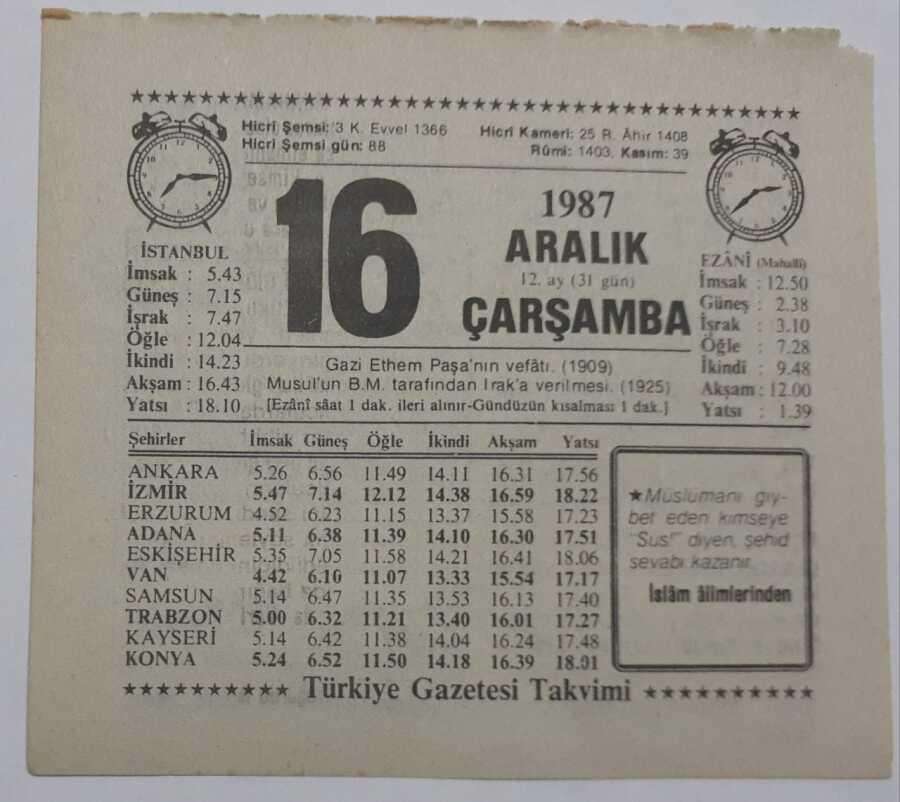 Hicrî Şemsi: 3 K. Evvel 1366
Hicrî Şemsi gün: 88
Hicrî Kameri: 25 R. Âhir 1408
Rûmi: 1403, Kasım: 39
16
1987
ARALIK
12. ay (31 gün)
ÇARŞAMBA
İSTANBUL
İmsak : 5.43
Güneş : 7.15
İşrak : 7.47
Öğle : 12.04
İkindi : 14.23
Akşam : 16.43
Yatsı : 18.10
EZÂNİ (Mahallî)
İmsak : 12.50
Güneş : 2.38
İşrak : 3.10
Öğle : 7.28
İkindi : 9.48
Akşam : 12.00
Yatsı : 1.39
Gazi Ethem Paşa'nın vefâtı. (1909)
Musul'un B.M. tarafından Irak'a verilmesi. (1925)
[Ezânî sâat 1 dak. ileri alınır-Gündüzün kısalması 1 dak.]
Şehirler İmsak Güneş Öğle İkindi Akşam Yatsı
ANKARA 5.26 6.56 11.49 14.11 16.31 17.56
İZMİR 5.47 7.14 12.12 14.38 16.59 18.22
ERZURUM 4.52 6.23 11.15 13.37 15.58 17.23
ADANA 5.11 6.38 11.39 14.10 16.30 17.51
ESKİŞEHİR 5.35 7.05 11.58 14.21 16.41 18.06
VAN 4.42 6.10 11.07 13.33 15.54 17.17
SAMSUN 5.14 6.47 11.35 13.53 16.13 17.40
TRABZON 5.00 6.32 11.21 13.40 16.01 17.27
KAYSERİ 5.14 6.42 11.38 14.04 16.24 17.48
KONYA 5.24 6.52 11.50 14.18 16.39 18.01
★Müslümanı gıy-
bet eden kimseye
"Sus!" diyen, şehid
sevabı kazanır.
İslâm âlimlerinden
★★★★★★★★★★ Türkiye Gazetesi Takvimi ★★★★★★★★★★